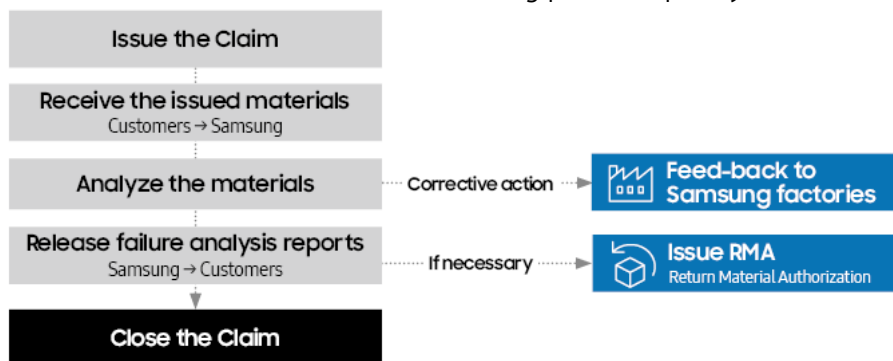 Issue the Claim
Receive the issued materials
Customers → Samsung
Analyze the materials
Corrective action
Feed-back to
Samsung factories
Release failure analysis reports
Samsung → Customers
If necessary
Issue RMA
Return Material Authorization
Close the Claim